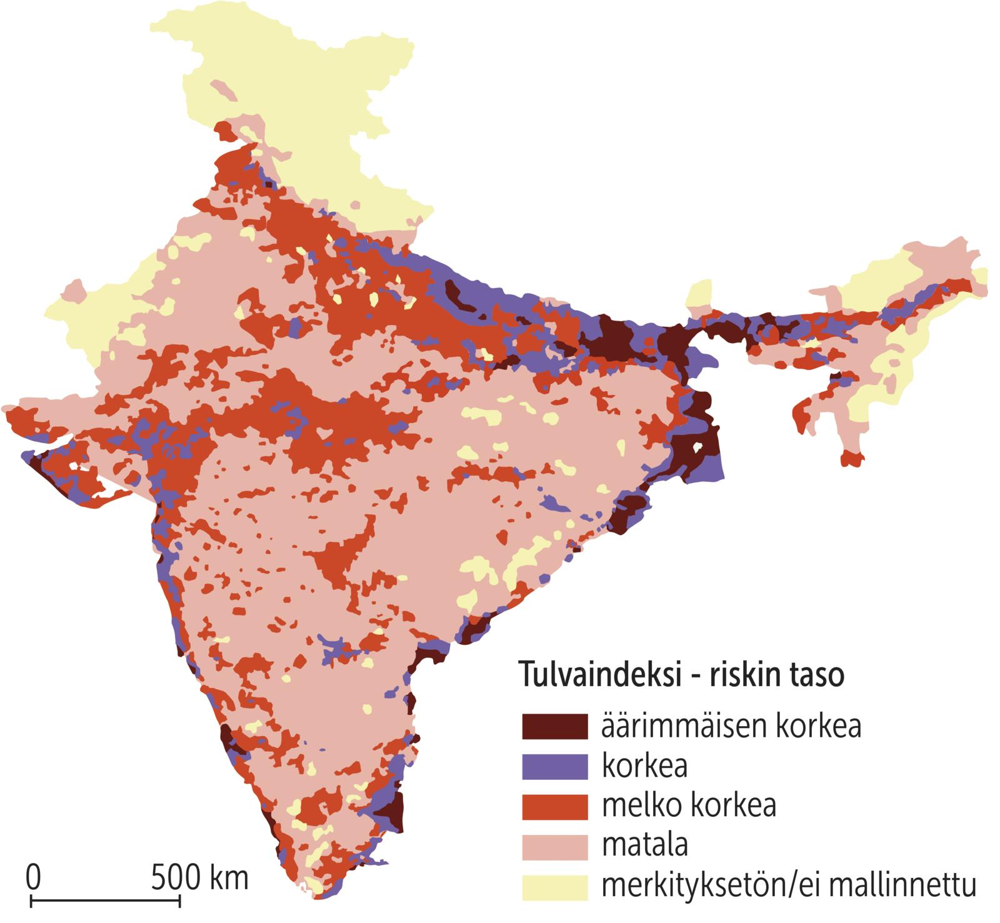 Tulvaindeksi - riskin taso
äärimmäisen korkea
korkea
melko korkea
matala
merkityksetön/ei mallinnettu
0 500 km